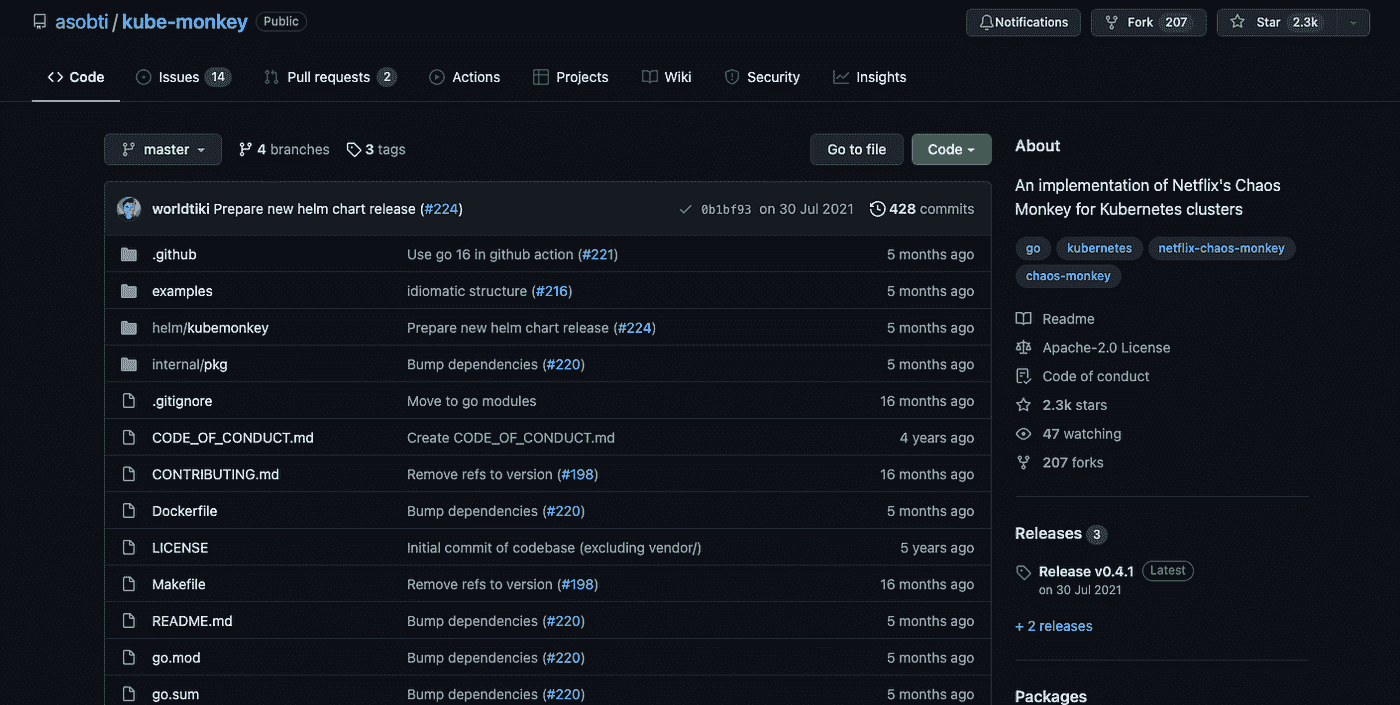 asobti / kube-monkey Public Notifications Fork 207 Star 2.3k
Code Issues 14 Pull requests 2 Actions Projects Wiki Security Insights
master 4 branches 3 tags Go to file Code
worldtiki Prepare new helm chart release (#224) 0b1bf93 on 30 Jul 2021 428 commits
.github Use go 16 in github action (#221) 5 months ago
examples idiomatic structure (#216) 5 months ago
helm/kubemonkey Prepare new helm chart release (#224) 5 months ago
internal/pkg Bump dependencies (#220) 5 months ago
.gitignore Move to go modules 16 months ago
CODE_OF_CONDUCT.md Create CODE_OF_CONDUCT.md 4 years ago
CONTRIBUTING.md Remove refs to version (#198) 16 months ago
Dockerfile Bump dependencies (#220) 5 months ago
LICENSE Initial commit of codebase (excluding vendor/) 5 years ago
Makefile Remove refs to version (#198) 16 months ago
README.md Bump dependencies (#220) 5 months ago
go.mod Bump dependencies (#220) 5 months ago
go.sum Bump dependencies (#220) 5 months ago
About
An implementation of Netflix's Chaos
Monkey for Kubernetes clusters
go kubernetes netflix-chaos-monkey
chaos-monkey
Readme
Apache-2.0 License
Code of conduct
2.3k stars
47 watching
207 forks
Releases 3
Release v0.4.1 Latest
on 30 Jul 2021
+ 2 releases
Packages